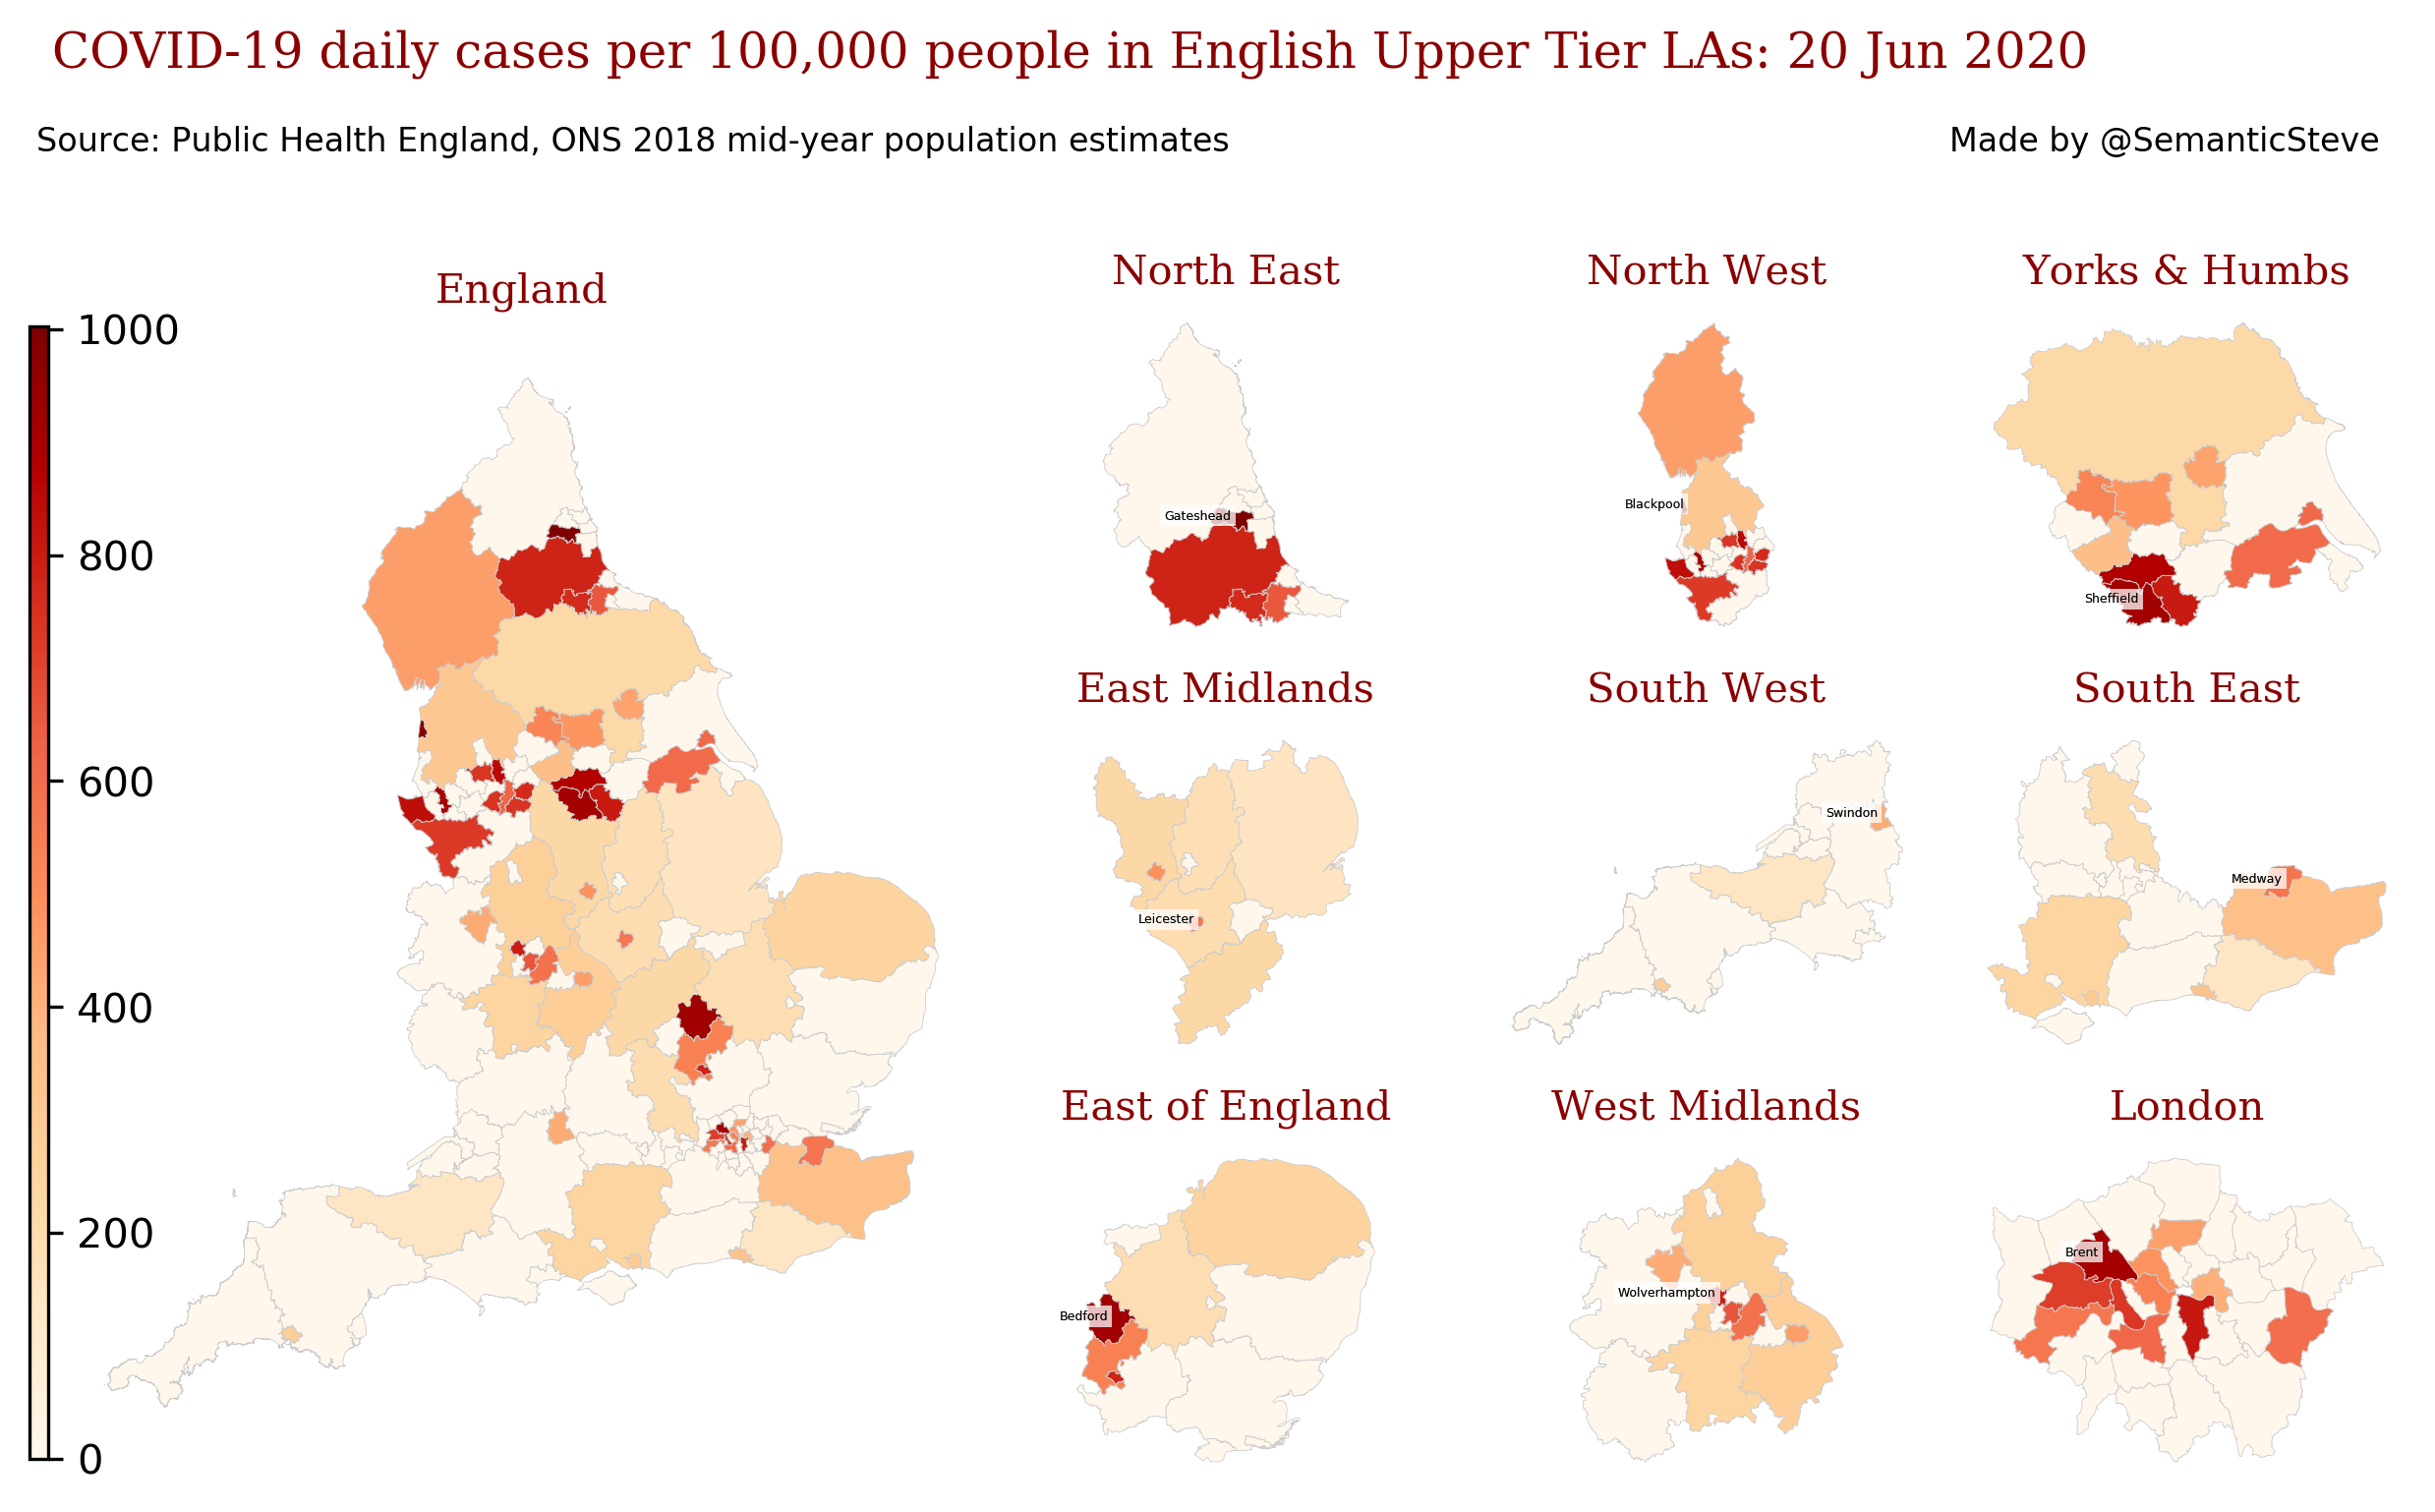 COVID-19 daily cases per 100,000 people in English Upper Tier LAs: 20 Jun 2020
Source: Public Health England, ONS 2018 mid-year population estimates
Made by @SemanticSteve
England
1000
800
600
400
200
0
North East
Gateshead
North West
Blackpool
Yorks & Humbs
Sheffield
East Midlands
Leicester
South West
Swindon
South East
Medway
East of England
Bedford
West Midlands
Wolverhampton
London
Brent